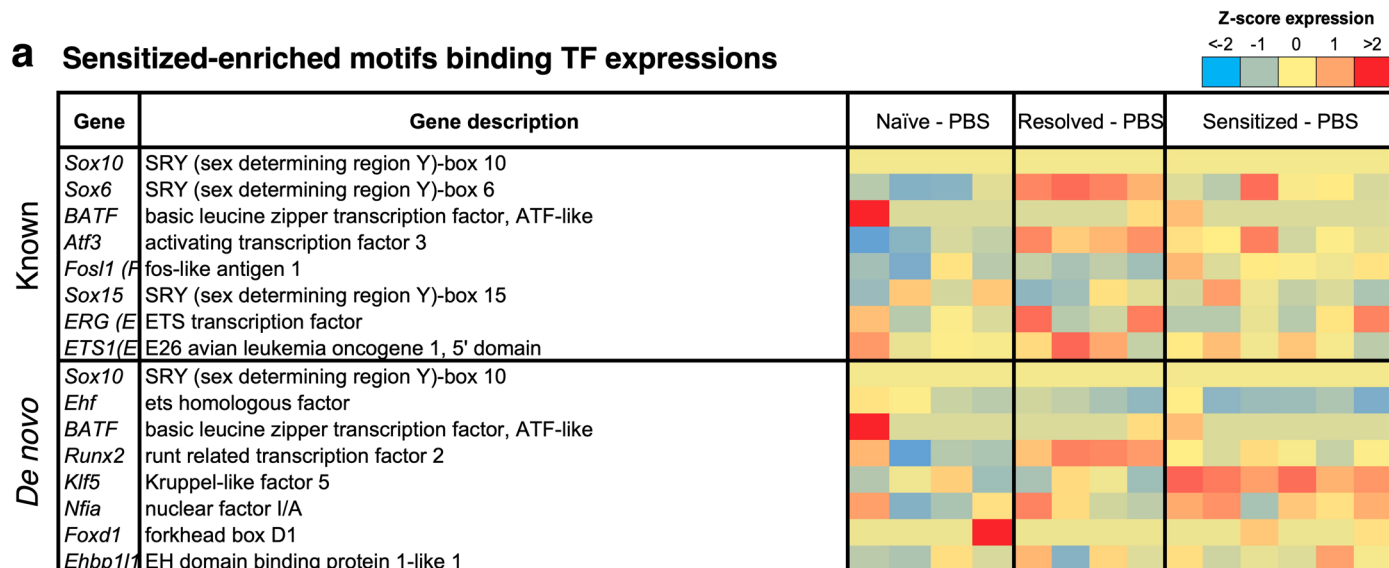 Z-score expression
<-2 -1 0 1 >2
a Sensitized-enriched motifs binding TF expressions
Gene Gene description Naïve - PBS Resolved - PBS Sensitized - PBS
Known
Sox10 SRY (sex determining region Y)-box 10
Sox6 SRY (sex determining region Y)-box 6
BATF basic leucine zipper transcription factor, ATF-like
Atf3 activating transcription factor 3
Fosl1 (F fos-like antigen 1
Sox15 SRY (sex determining region Y)-box 15
ERG (E ETS transcription factor
ETS1(E E26 avian leukemia oncogene 1, 5' domain
De novo
Sox10 SRY (sex determining region Y)-box 10
Ehf ets homologous factor
BATF basic leucine zipper transcription factor, ATF-like
Runx2 runt related transcription factor 2
Klf5 Kruppel-like factor 5
Nfia nuclear factor I/A
Foxd1 forkhead box D1
Ehbp1l1 EH domain binding protein 1-like 1